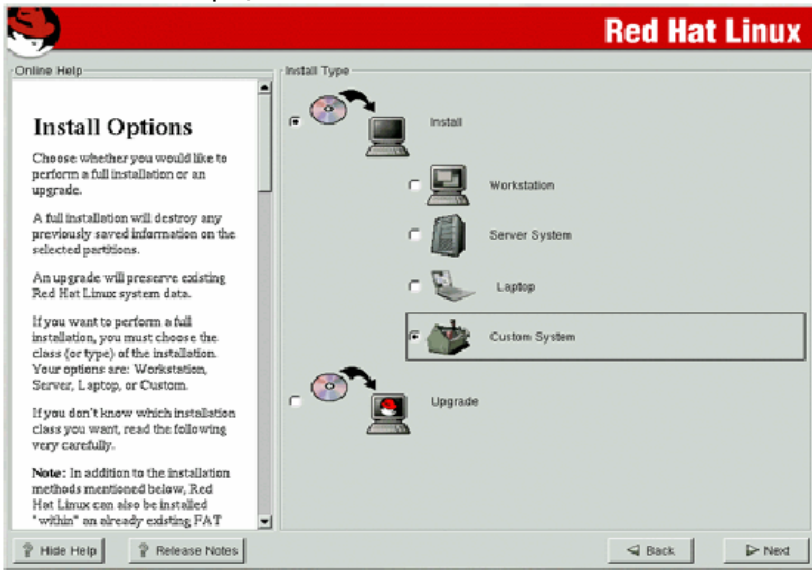 Red Hat Linux
Online Help
Install Options
Choose whether you would like to
perform a full installation or an
upgrade.
A full installation will destroy any
previously saved information on the
selected partitions.
An upgrade will preserve existing
Red Hat Linux system data.
If you want to perform a full
installation, you must choose the
class (or type) of the installation.
Your options are: Workstation,
Server, Laptop, or Custom.
If you don't know which installation
class you want, read the following
very carefully.
Note: In addition to the installation
methods mentioned below, Red
Hat Linux can also be installed
"within" an already existing FAT
Install Type
Install
Workstation
Server System
Laptop
Custom System
Upgrade
Hide Help
Release Notes
Back
Next